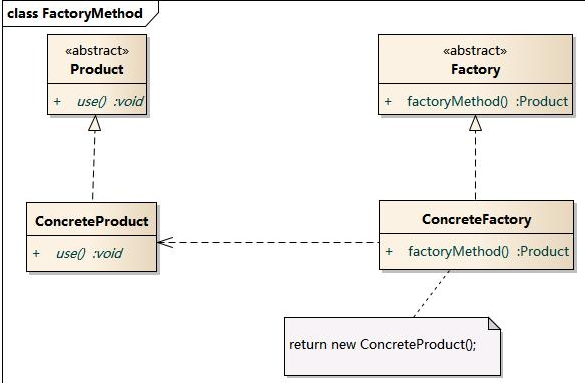 class FactoryMethod
«abstract»
Product
+ use() :void
«abstract»
Factory
+ factoryMethod() :Product
ConcreteProduct
+ use() :void
ConcreteFactory
+ factoryMethod() :Product
return new ConcreteProduct();